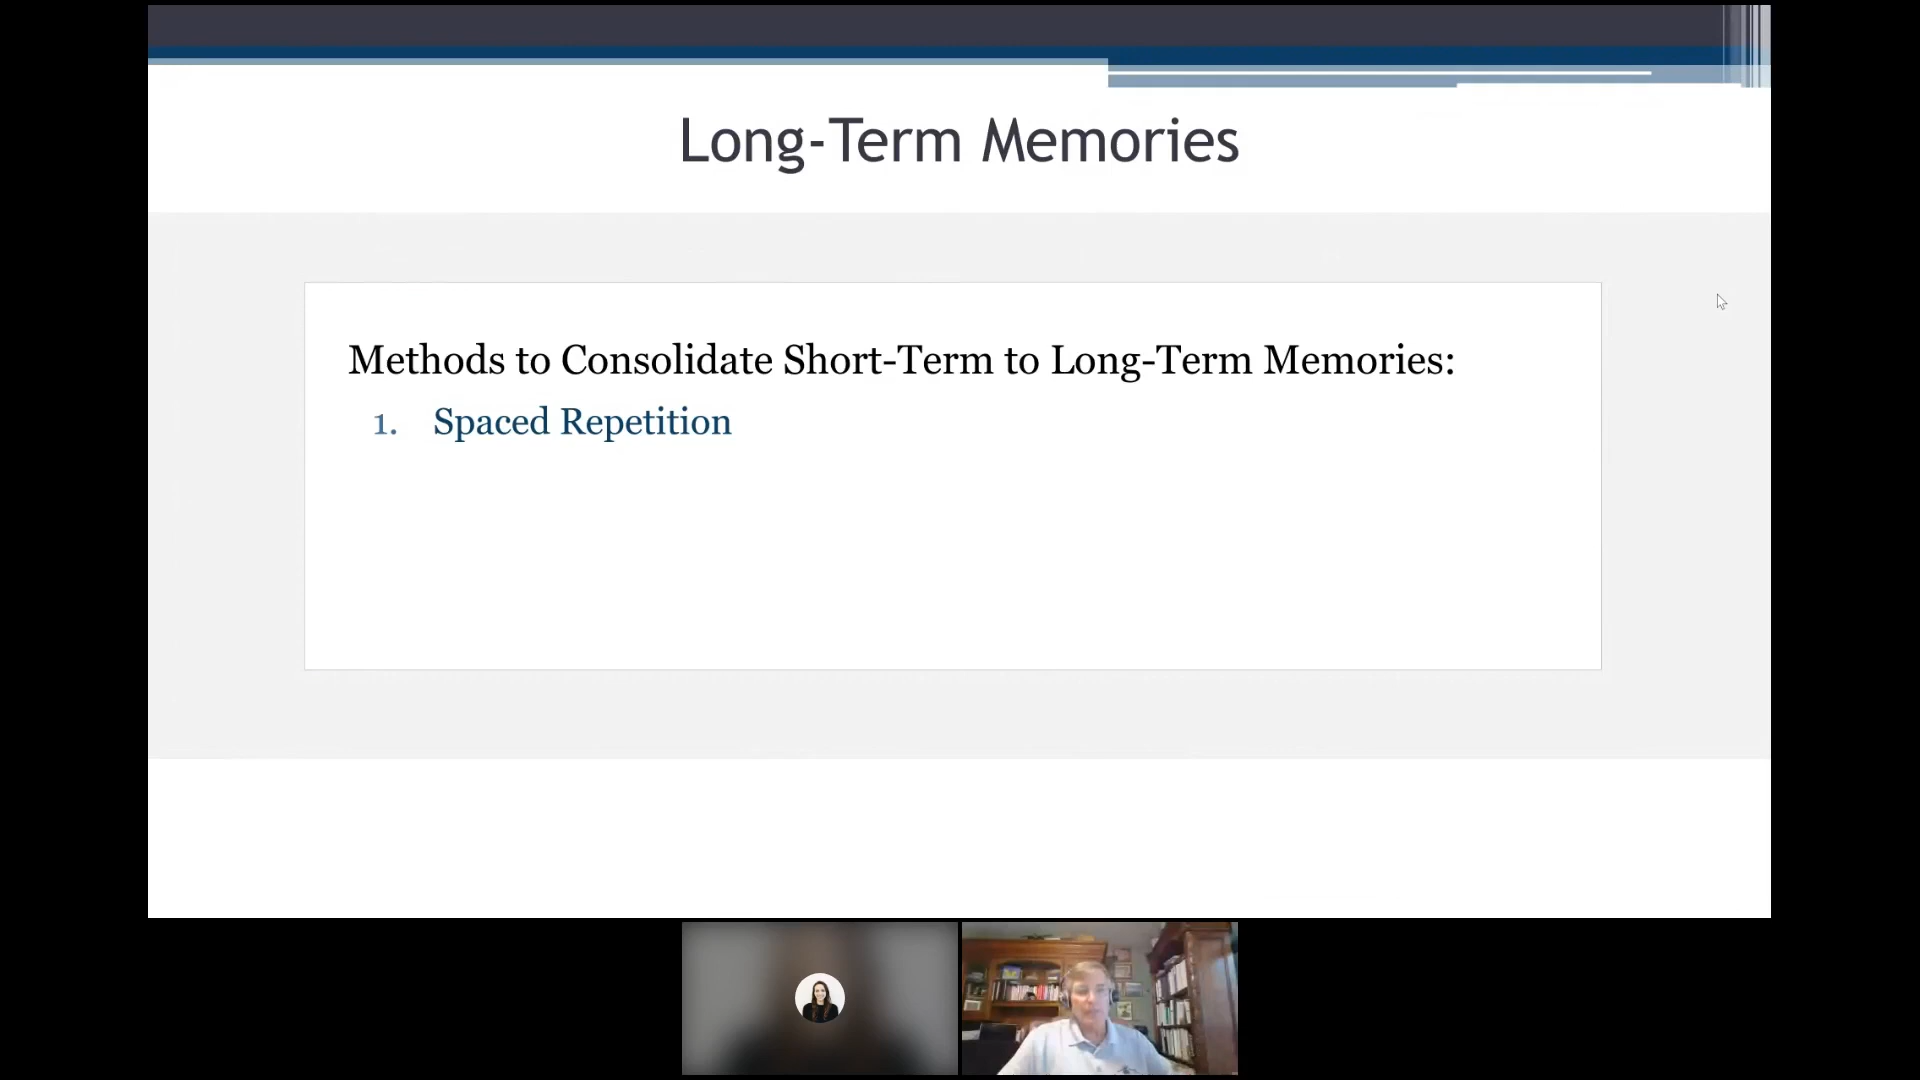 Long-Term Memories
Methods to Consolidate Short-Term to Long-Term Memories:
1. Spaced Repetition